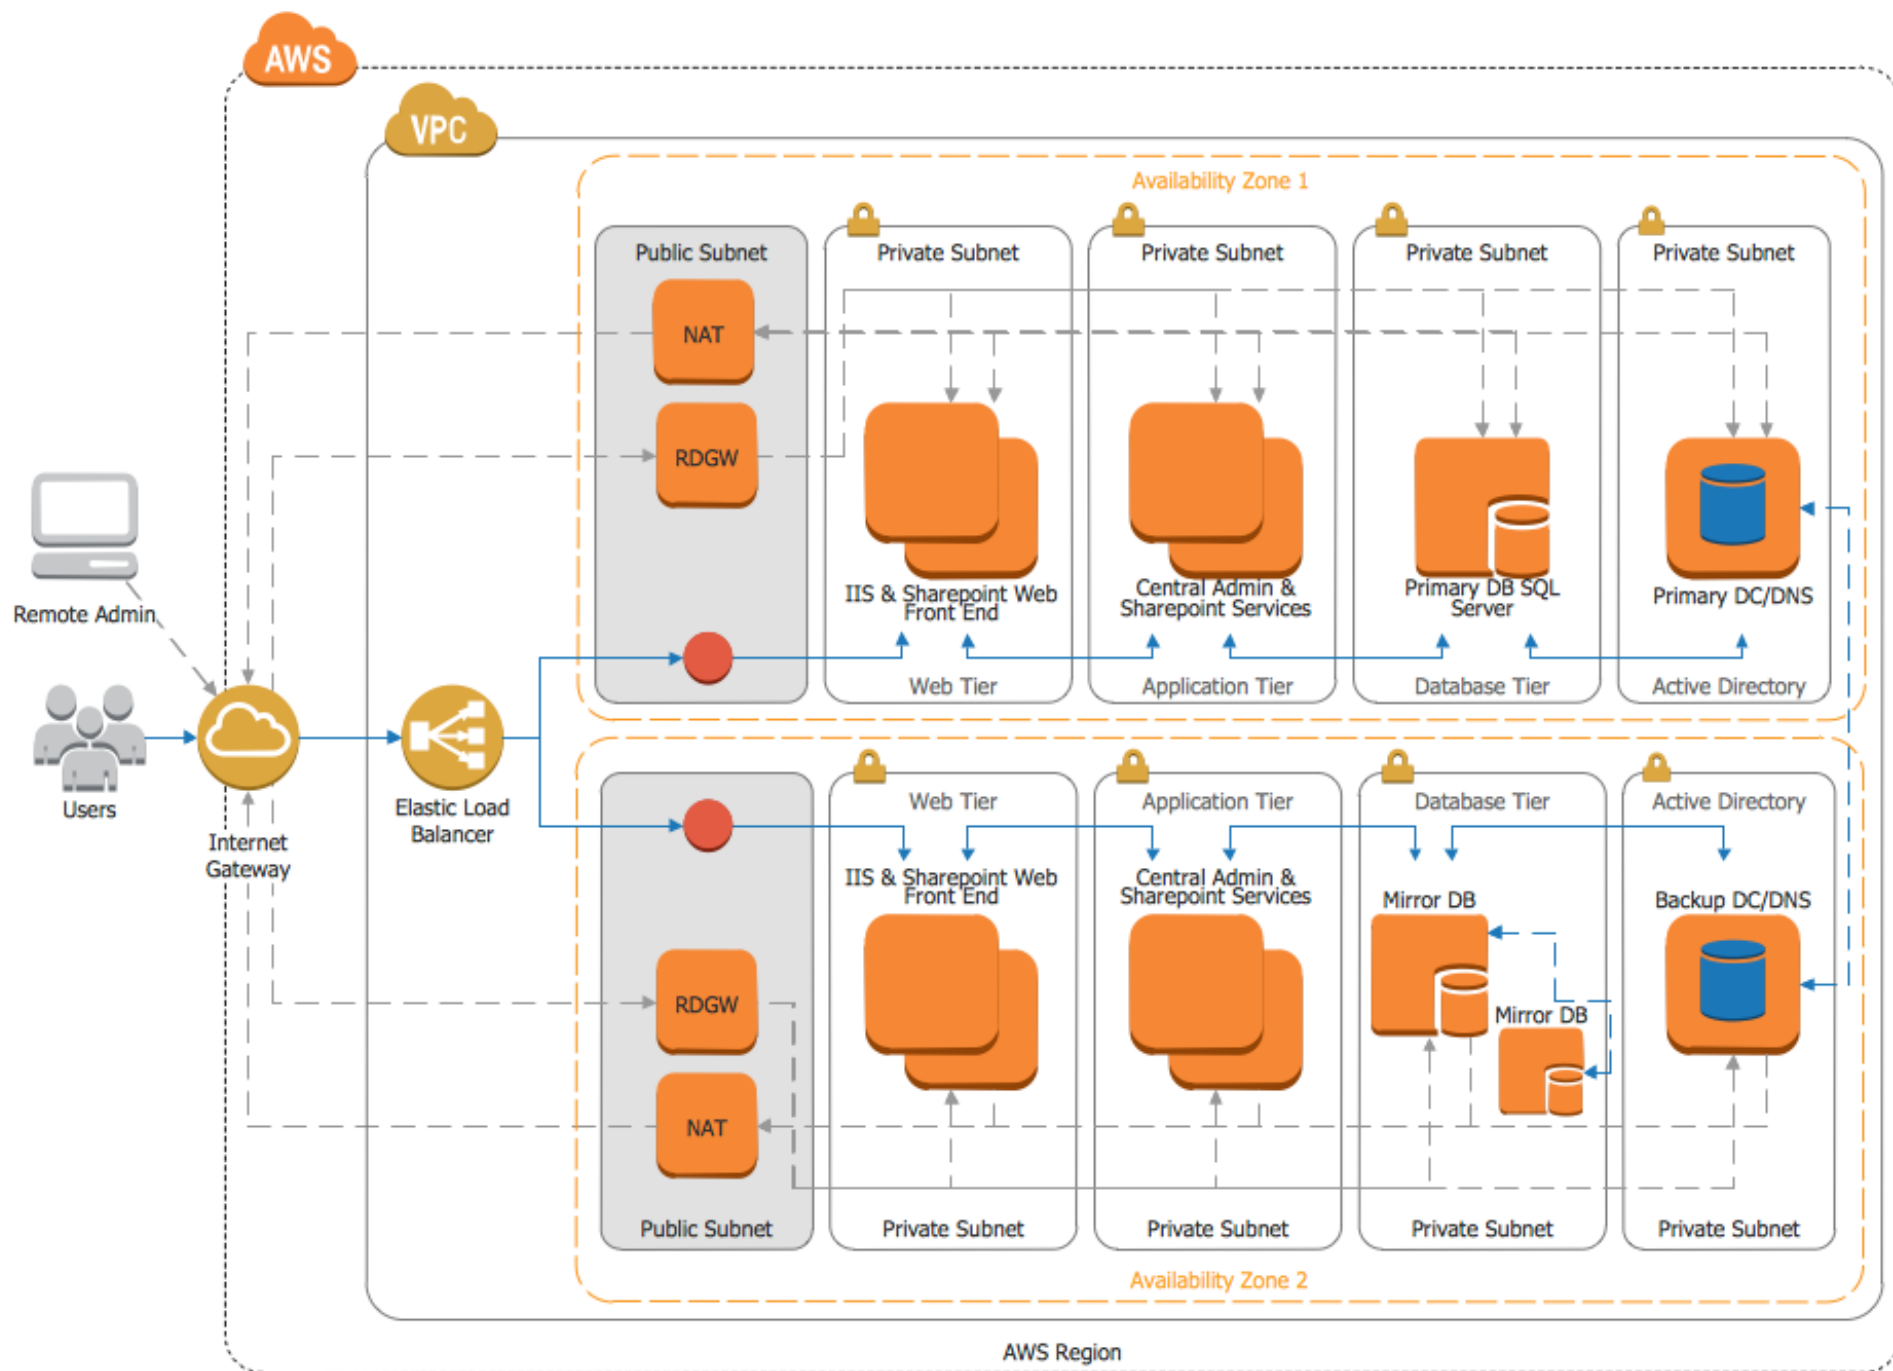 AWS
VPC
Availability Zone 1
Public Subnet
Private Subnet
Private Subnet
Private Subnet
Private Subnet
NAT
RDGW
Remote Admin
IIS & Sharepoint Web
Front End
Central Admin &
Sharepoint Services
Primary DB SQL
Server
Primary DC/DNS
Web Tier
Application Tier
Database Tier
Active Directory
Users
Internet
Gateway
Elastic Load
Balancer
Web Tier
Application Tier
Database Tier
Active Directory
IIS & Sharepoint Web
Front End
Central Admin &
Sharepoint Services
Mirror DB
Backup DC/DNS
RDGW
Mirror DB
NAT
Public Subnet
Private Subnet
Private Subnet
Private Subnet
Private Subnet
Availability Zone 2
AWS Region